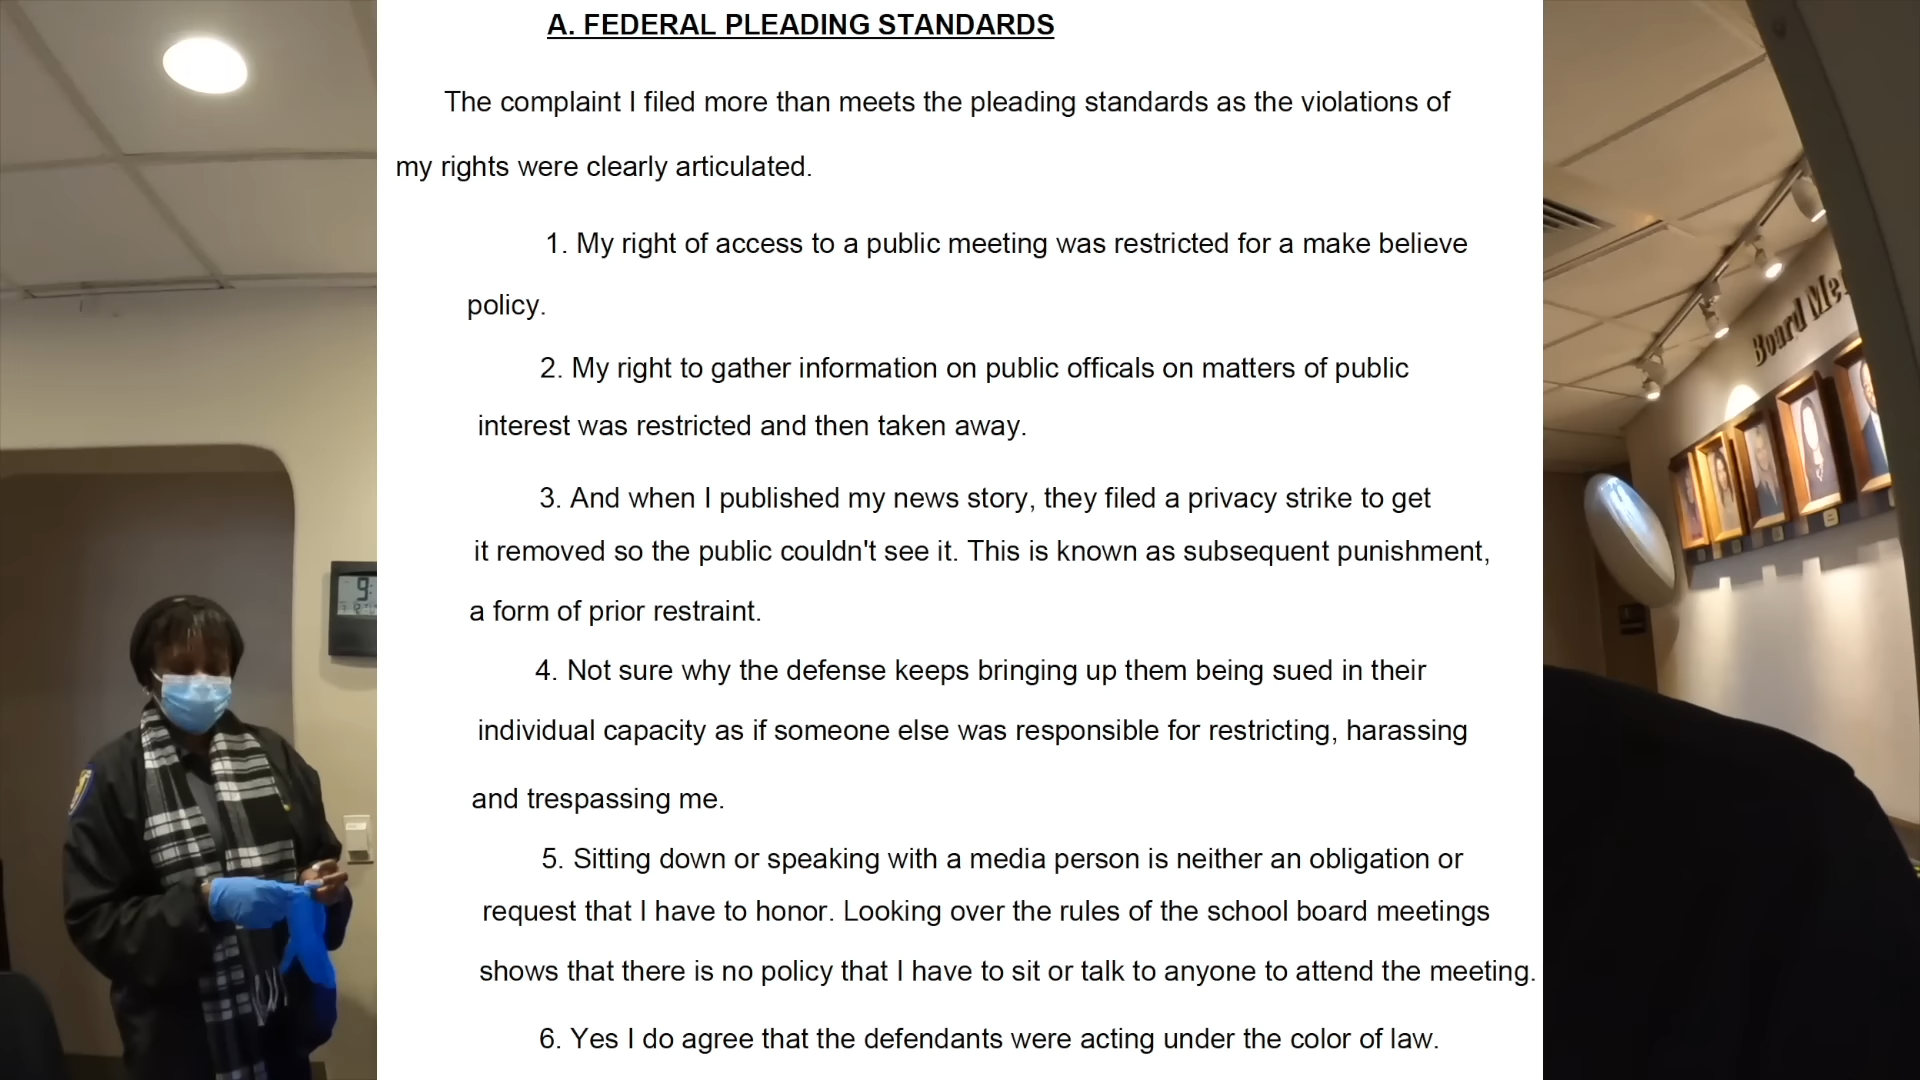 A. FEDERAL PLEADING STANDARDS
The complaint I filed more than meets the pleading standards as the violations of
my rights were clearly articulated.
1. My right of access to a public meeting was restricted for a make believe
policy.
2. My right to gather information on public officals on matters of public
interest was restricted and then taken away.
3. And when I published my news story, they filed a privacy strike to get
it removed so the public couldn't see it. This is known as subsequent punishment,
a form of prior restraint.
4. Not sure why the defense keeps bringing up them being sued in their
individual capacity as if someone else was responsible for restricting, harassing
and trespassing me.
5. Sitting down or speaking with a media person is neither an obligation or
request that I have to honor. Looking over the rules of the school board meetings
shows that there is no policy that I have to sit or talk to anyone to attend the meeting.
6. Yes I do agree that the defendants were acting under the color of law.
9:
Board Me